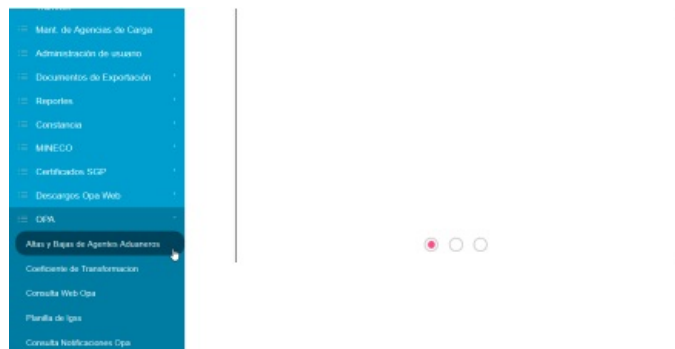 Mant. de Agencias de Carga
Administración de usuario
Documentos de Exportación
Reportes
Constancia
MINECO
Certificados SGP
Descargos Opa Web
OPA
Altas y Bajas de Agentes Aduaneros
Coeficiente de Transformacion
Consulta Web Opa
Planilla de Igss
Consulta Notificaciones Opa